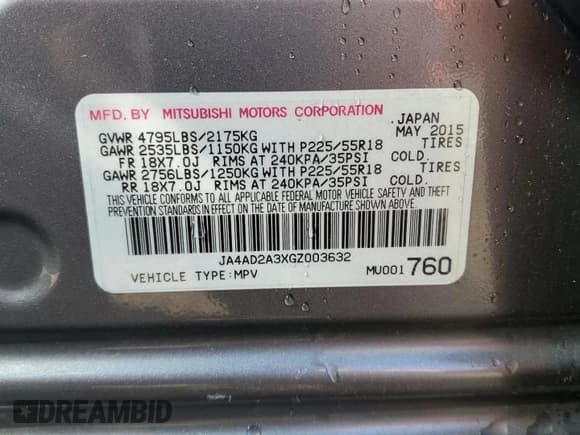 MFD. BY MITSUBISHI MOTORS CORPORATION JAPAN
GVWR 4795LBS/2175KG MAY 2015
GAWR 2535LBS/1150KG WITH P225/55R18 TIRES
FR 18X7.0J RIMS AT 240KPA/35PSI COLD.
GAWR 2756LBS/1250KG WITH P225/55R18 TIRES
RR 18X7.0J RIMS AT 240KPA/35PSI COLD.
THIS VEHICLE CONFORMS TO ALL APPLICABLE FEDERAL MOTOR VEHICLE SAFETY AND THEFT
PREVENTION STANDARDS IN EFFECT ON THE DATE OF MANUFACTURE SHOWN ABOVE.
JA4AD2A3XGZ003632
VEHICLE TYPE:MPV MU001760
DREAMBID